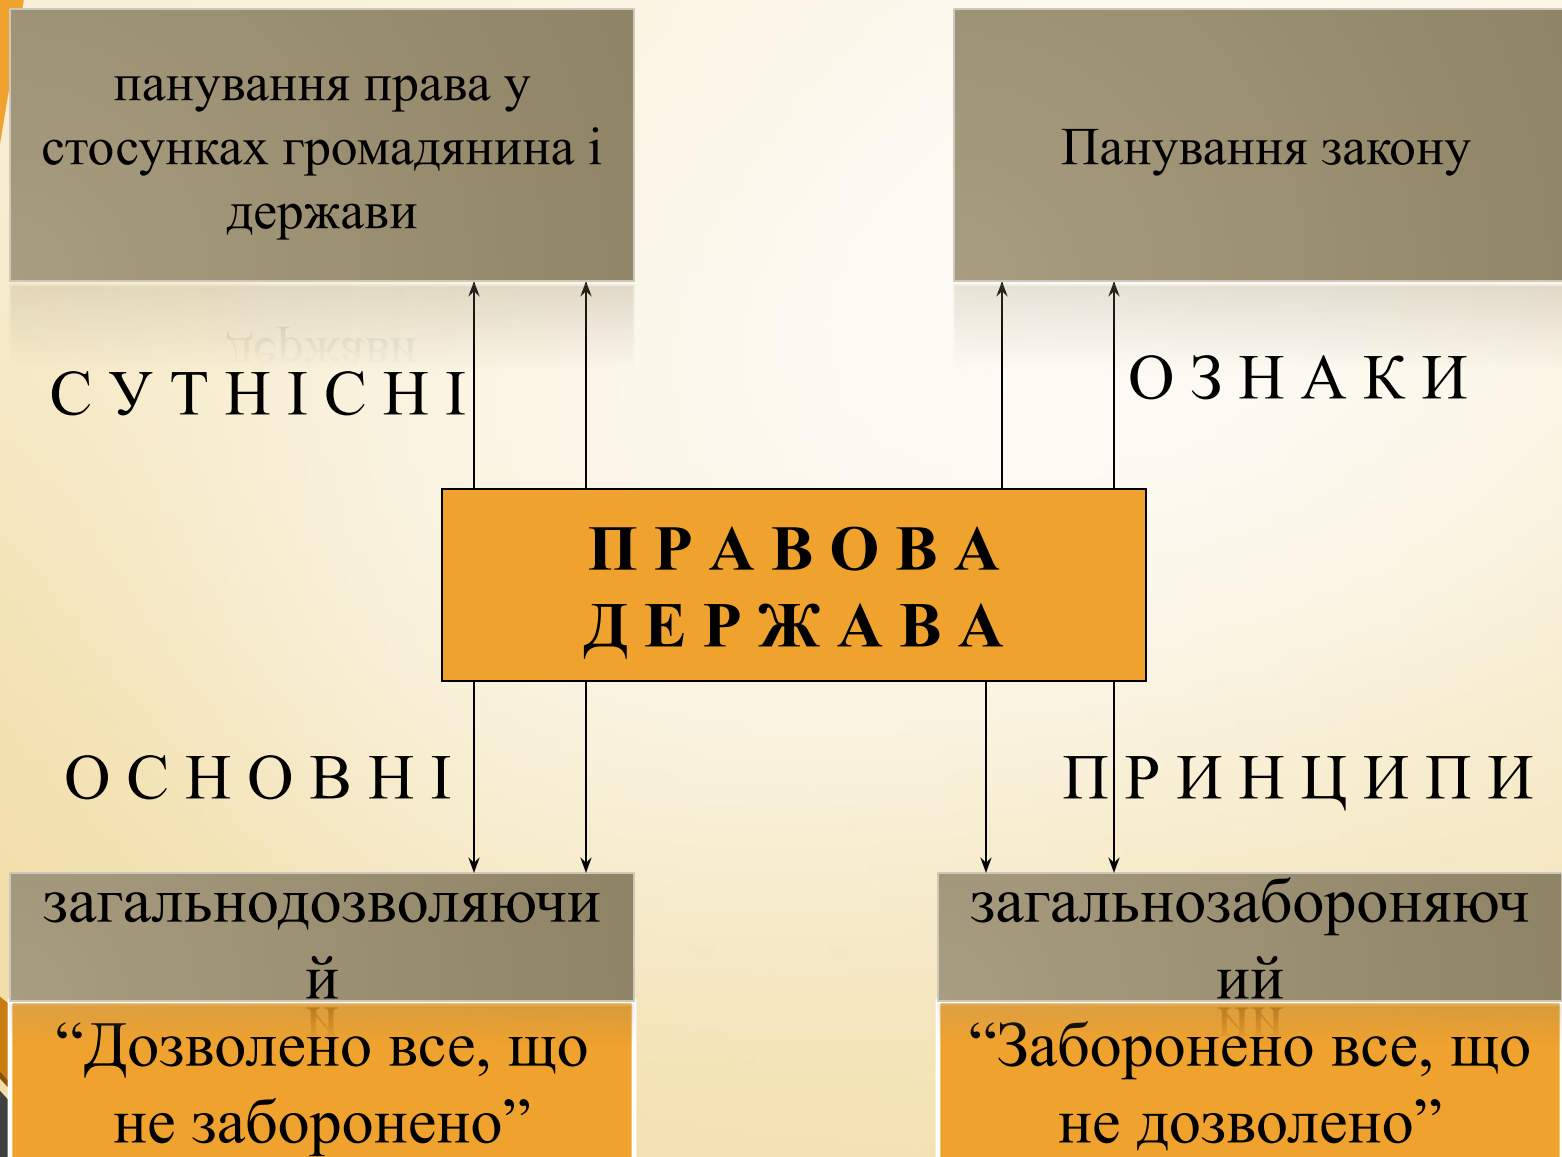 панування права у
стосунках громадянина і
держави
Панування закону
С У Т Н І С Н І
О З Н А К И
П Р А В О В А
Д Е Р Ж А В А
О С Н О В Н І
П Р И Н Ц И П И
загальнодозволяючи
й
загальнозабороняюч
ий
“Дозволено все, що
не заборонено”
“Заборонено все, що
не дозволено”